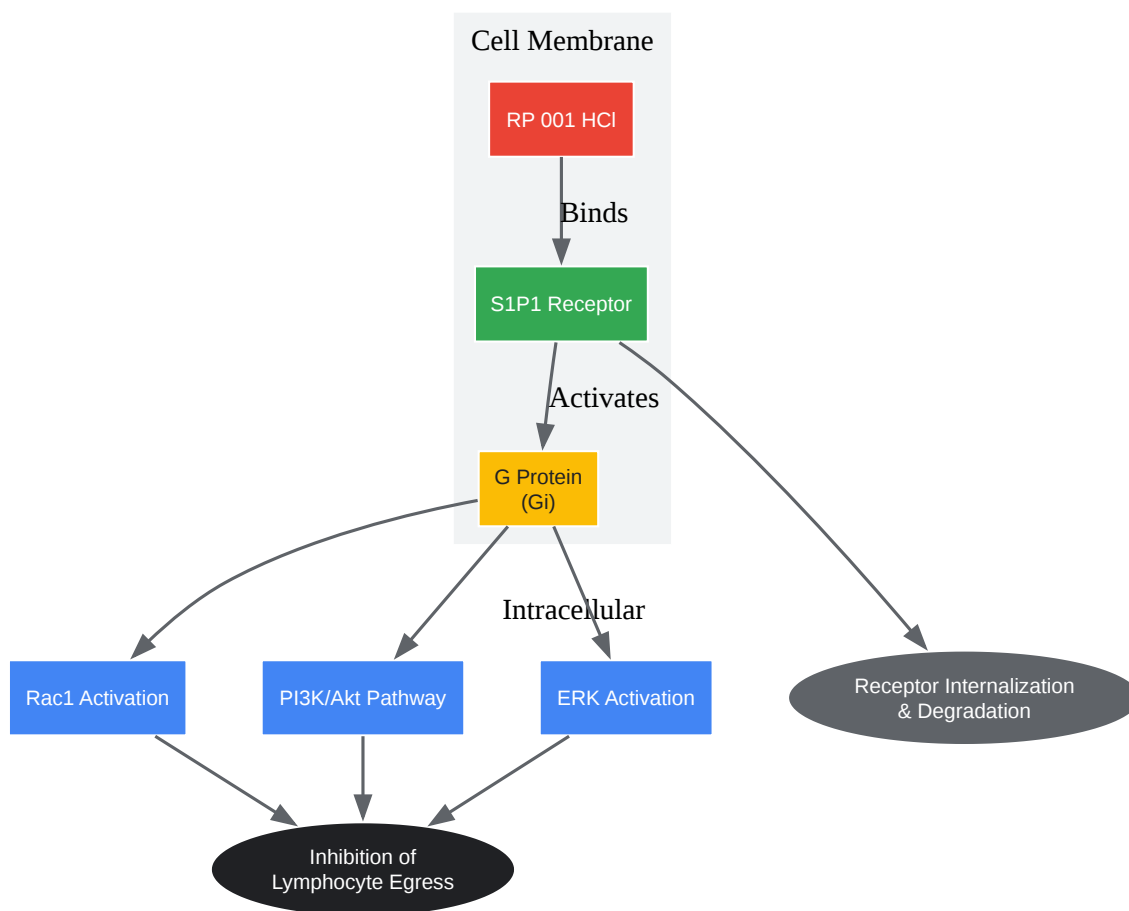 Cell Membrane
RP 001 HCl
Binds
S1P1 Receptor
Activates
G Protein
(Gi)
Intracellular
Rac1 Activation
PI3K/Akt Pathway
ERK Activation
Receptor Internalization
& Degradation
Inhibition of
Lymphocyte Egress